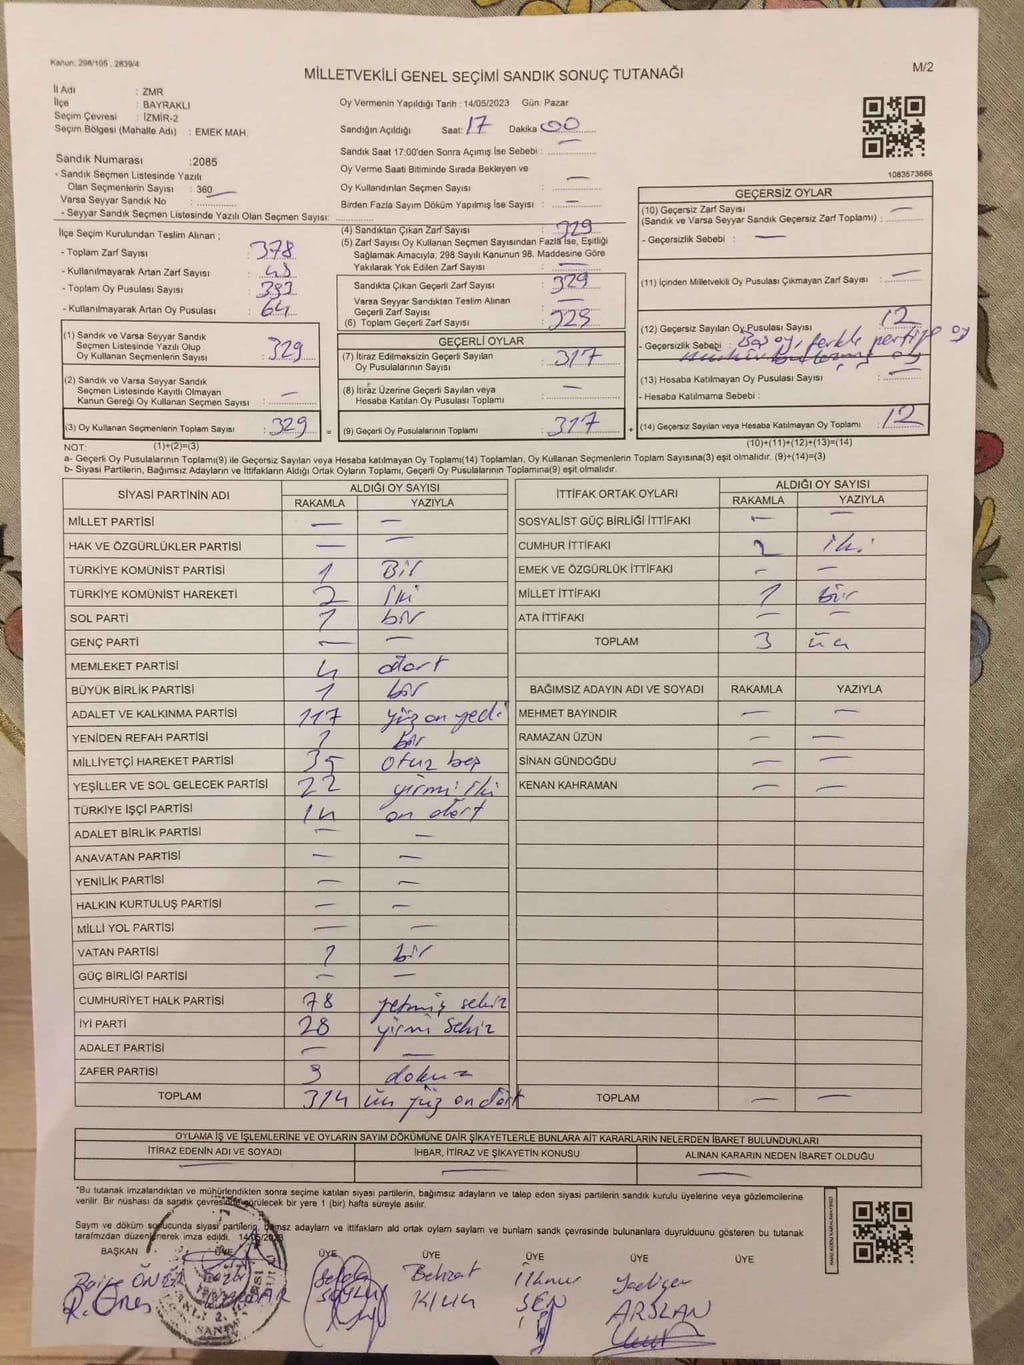 Kanun; 298/105 , 2839/4
MİLLETVEKİLİ GENEL SEÇİMİ SANDIK SONUÇ TUTANAĞI
M/2
İl Adı : ZMR
İlçe : BAYRAKLI
Seçim Çevresi : İZMİR-2
Seçim Bölgesi (Mahalle Adı) : EMEK MAH.
Oy Vermenin Yapıldığı Tarih : 14/05/2023 Gün: Pazar
Sandığın Açıldığı Saat: 17 Dakika 00
Sandık Saat 17:00'den Sonra Açımış İse Sebebi : —
Oy Verme Saati Bitiminde Sırada Bekleyen ve
Oy Kullandırılan Seçmen Sayısı : —
Birden Fazla Sayım Döküm Yapılmış İse Sayısı : —
1083573666
Sandık Numarası : 2085
- Sandık Seçmen Listesinde Yazılı
Olan Seçmenlerin Sayısı : 360
Varsa Seyyar Sandık No :
- Seyyar Sandık Seçmen Listesinde Yazılı Olan Seçmen Sayısı:
İlçe Seçim Kurulundan Teslim Alınan ;
- Toplam Zarf Sayısı : 378
- Kullanılmayarak Artan Zarf Sayısı :
- Toplam Oy Pusulası Sayısı :
- Kullanılmayarak Artan Oy Pusulası : 64
(1) Sandık ve Varsa Seyyar Sandık
Seçmen Listesinde Yazılı Olup
Oy Kullanan Seçmenlerin Sayısı : 329
(2) Sandık ve Varsa Seyyar Sandık
Seçmen Listesinde Kayıtlı Olmayan
Kanun Gereği Oy Kullanan Seçmen Sayısı : —
(3) Oy Kullanan Seçmenlerin Toplam Sayısı : 329
(4) Sandıktan Çıkan Zarf Sayısı : 329
(5) Zarf Sayısı Oy Kullanan Seçmen Sayısından Fazla İse, Eşitliği
Sağlamak Amacıyla; 298 Sayılı Kanunun 98. Maddesine Göre
Yakılarak Yok Edilen Zarf Sayısı : —
Sandıkta Çıkan Geçerli Zarf Sayısı : 329
Varsa Seyyar Sandıktan Teslim Alınan
Geçerli Zarf Sayısı : —
(6) Toplam Geçerli Zarf Sayısı : 329
GEÇERLİ OYLAR
(7) İtiraz Edilmeksizin Geçerli Sayılan
Oy Pusulalarının Sayısı : 317
(8) İtiraz Üzerine Geçerli Sayılan veya
Hesaba Katılan Oy Pusulası Toplamı : —
= (9) Geçerli Oy Pusulalarının Toplamı : 317
GEÇERSİZ OYLAR
(10) Geçersiz Zarf Sayısı
(Sandık ve Varsa Seyyar Sandık Geçersiz Zarf Toplamı) : —
- Geçersizlik Sebebi : —
(11) İçinden Milletvekili Oy Pusulası Çıkmayan Zarf Sayısı : —
(12) Geçersiz Sayılan Oy Pusulası Sayısı : 12
- Geçersizlik Sebebi : Boş oy, farklı partiye oy
(13) Hesaba Katılmayan Oy Pusulası Sayısı : —
- Hesaba Katılmama Sebebi :
+ (14) Geçersiz Sayılan veya Hesaba Katılmayan Oy Toplamı : 12
NOT: (1)+(2)=(3) (10)+(11)+(12)+(13)=(14)
a- Geçerli Oy Pusulalarının Toplamı(9) ile Geçersiz Sayılan veya Hesaba katılmayan Oy Toplamı(14) Toplamları, Oy Kullanan Seçmenlerin Toplam Sayısına(3) eşit olmalıdır. (9)+(14)=(3)
b- Siyasi Partilerin, Bağımsız Adayların ve İttifakların Aldığı Ortak Oyların Toplamı, Geçerli Oy Pusulalarının Toplamına(9) eşit olmalıdır.
SİYASİ PARTİNİN ADI ALDIĞI OY SAYISI
RAKAMLA YAZIYLA
MİLLET PARTİSİ — —
HAK VE ÖZGÜRLÜKLER PARTİSİ — —
TÜRKİYE KOMÜNİST PARTİSİ 1 Bir
TÜRKİYE KOMÜNİST HAREKETİ 2 iki
SOL PARTİ 1 bir
GENÇ PARTİ — —
MEMLEKET PARTİSİ 4 dört
BÜYÜK BİRLİK PARTİSİ 1 bir
ADALET VE KALKINMA PARTİSİ 117 yüz on yedi
YENİDEN REFAH PARTİSİ 1 bir
MİLLİYETÇİ HAREKET PARTİSİ 35 otuz beş
YEŞİLLER VE SOL GELECEK PARTİSİ 22 yirmi iki
TÜRKİYE İŞÇİ PARTİSİ 14 on dört
ADALET BİRLİK PARTİSİ — —
ANAVATAN PARTİSİ — —
YENİLİK PARTİSİ — —
HALKIN KURTULUŞ PARTİSİ — —
MİLLİ YOL PARTİSİ — —
VATAN PARTİSİ 1 bir
GÜÇ BİRLİĞİ PARTİSİ — —
CUMHURİYET HALK PARTİSİ 78 yetmiş sekiz
İYİ PARTİ 28 yirmi sekiz
ADALET PARTİSİ — —
ZAFER PARTİSİ 9 dokuz
TOPLAM 314 üç yüz on dört
İTTİFAK ORTAK OYLARI ALDIĞI OY SAYISI
RAKAMLA YAZIYLA
SOSYALİST GÜÇ BİRLİĞİ İTTİFAKI — —
CUMHUR İTTİFAKI 2 iki
EMEK VE ÖZGÜRLÜK İTTİFAKI — —
MİLLET İTTİFAKI 1 bir
ATA İTTİFAKI — —
TOPLAM 3 üç
BAĞIMSIZ ADAYIN ADI VE SOYADI RAKAMLA YAZIYLA
MEHMET BAYINDIR — —
RAMAZAN ÜZÜN — —
SİNAN GÜNDOĞDU — —
KENAN KAHRAMAN — —
TOPLAM — —
OYLAMA İŞ VE İŞLEMLERİNE VE OYLARIN SAYIM DÖKÜMÜNE DAİR ŞİKAYETLERLE BUNLARA AİT KARARLARIN NELERDEN İBARET BULUNDUKLARI
İTİRAZ EDENİN ADI VE SOYADI İHBAR, İTİRAZ VE ŞİKAYETİN KONUSU ALINAN KARARIN NEDEN İBARET OLDUĞU
— — —
*Bu tutanak imzalandıktan ve mühürlendikten sonra seçime katılan siyasi partilerin, bağımsız adayların ve talep eden siyasi partilerin sandık kurulu üyelerine veya gözlemcilerine
verilir. Bir nüshası da sandık çevresinde görülecek bir yere 1 (bir) hafta süreyle asılır.
Sayım ve döküm sonucunda siyasi partilerin, bağımsız adayların ve ittifakların aldı ortak oyların sayların ve bunların sandık çevresinde bulunanlara duyrulduğunu gösteren bu tutanak
tarafımızdan düzenlenerek imza edildi. 14/05/2023
BAŞKAN ÜYE ÜYE ÜYE ÜYE ÜYE ÜYE
Behzat İlknur Yadigar
ŞEN ARSLAN